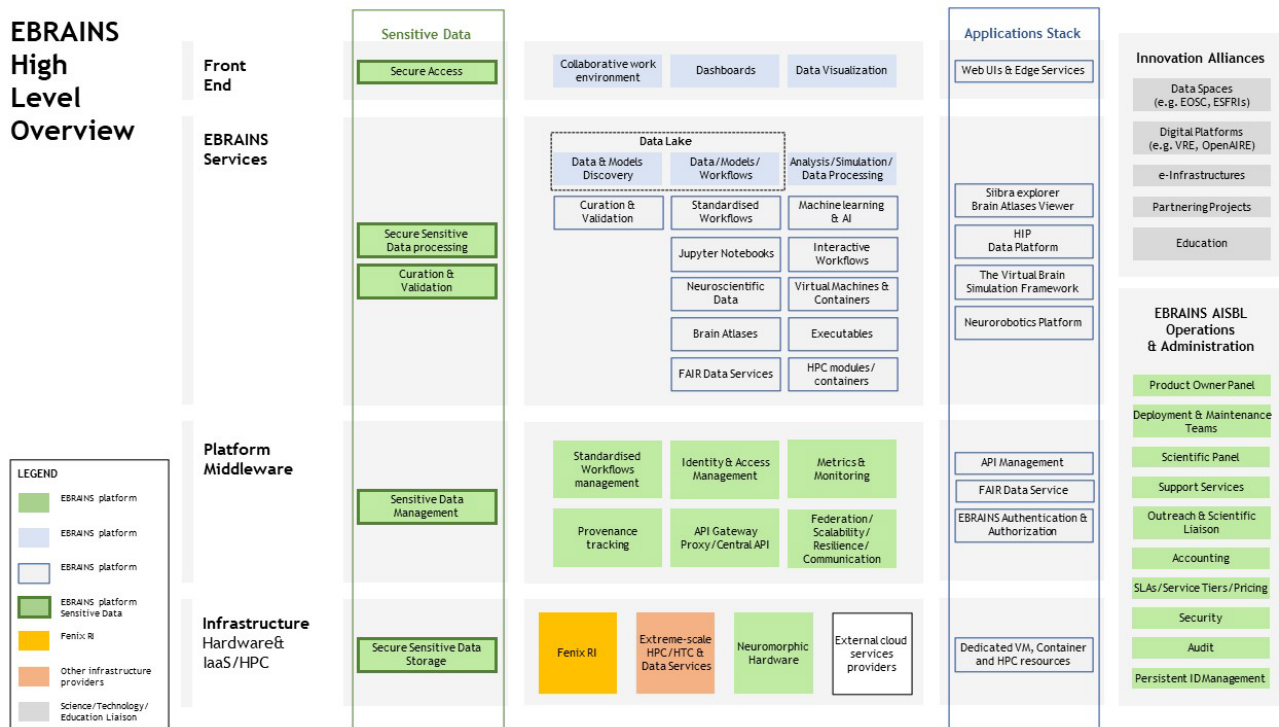 EBRAINS
High
Level
Overview
Sensitive Data
Applications Stack
Front
End
Secure Access
Collaborative work
environment
Dashboards
Data Visualization
Web UIs & Edge Services
EBRAINS
Services
Data Lake
Data & Models
Discovery
Data/Models/
Workflows
Analysis/Simulation/
Data Processing
Curation &
Validation
Standardised
Workflows
Machine learning
& AI
Jupyter Notebooks
Interactive
Workflows
Neuroscientific
Data
Virtual Machines &
Containers
Brain Atlases
Executables
FAIR Data Services
HPC modules/
containers
Secure Sensitive
Data processing
Curation &
Validation
Siibra explorer
Brain Atlases Viewer
HIP
Data Platform
The Virtual Brain
Simulation Framework
Neurorobotics Platform
Platform
Middleware
Sensitive Data
Management
Standardised
Workflows
management
Identity & Access
Management
Metrics &
Monitoring
Provenance
tracking
API Gateway
Proxy/Central API
Federation/
Scalability/
Resilience/
Communication
API Management
FAIR Data Service
EBRAINS Authentication &
Authorization
Infrastructure
Hardware&
IaaS/HPC
Secure Sensitive Data
Storage
Fenix RI
Extreme-scale
HPC/HTC &
Data Services
Neuromorphic
Hardware
External cloud
services
providers
Dedicated VM, Container
and HPC resources
Innovation Alliances
Data Spaces
(e.g. EOSC, ESFRIs)
Digital Platforms
(e.g. VRE, OpenAIRE)
e-Infrastructures
Partnering Projects
Education
EBRAINS AISBL
Operations
& Administration
Product Owner Panel
Deployment & Maintenance
Teams
Scientific Panel
Support Services
Outreach & Scientific
Liaison
Accounting
SLAs/Service Tiers/Pricing
Security
Audit
Persistent ID Management
LEGEND
EBRAINS platform
EBRAINS platform
EBRAINS platform
EBRAINS platform
Sensitive Data
Fenix RI
Other infrastructure
providers
Science/Technology/
Education Liaison